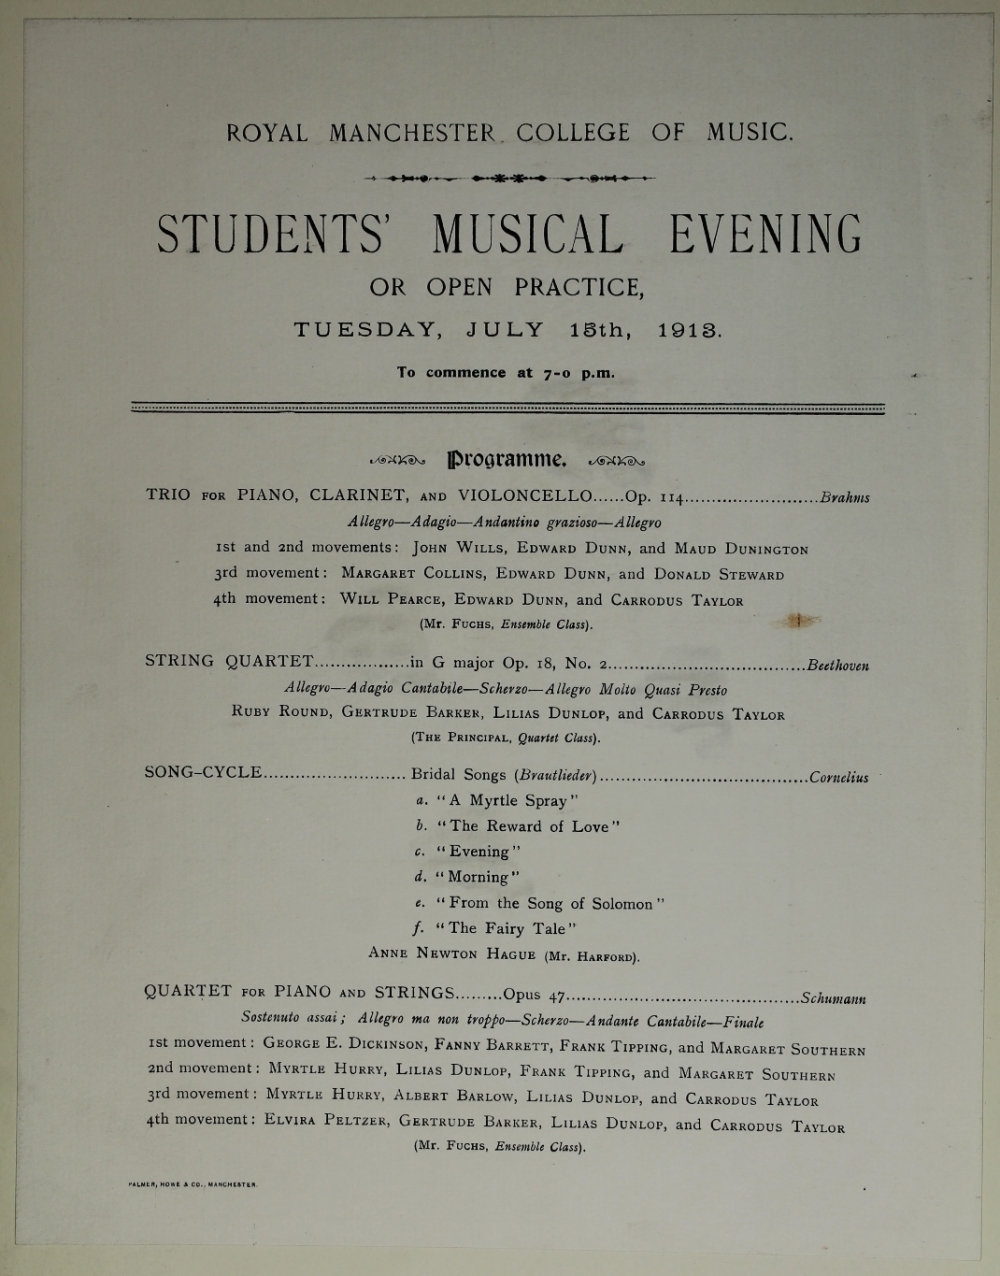 ROYAL MANCHESTER COLLEGE OF MUSIC.
STUDENTS' MUSICAL EVENING
OR OPEN PRACTICE,
TUESDAY, JULY 15th, 1913.
To commence at 7-0 p.m.
Programme.
TRIO FOR PIANO, CLARINET, AND VIOLONCELLO......Op. 114........................Brahms
Allegro—Adagio—Andantino grazioso—Allegro
1st and 2nd movements: JOHN WILLS, EDWARD DUNN, and MAUD DUNINGTON
3rd movement: MARGARET COLLINS, EDWARD DUNN, and DONALD STEWARD
4th movement: WILL PEARCE, EDWARD DUNN, and CARRODUS TAYLOR
(Mr. FUCHS, Ensemble Class).
STRING QUARTET..................in G major Op. 18, No. 2.....................................Beethoven
Allegro—Adagio Cantabile—Scherzo—Allegro Molto Quasi Presto
RUBY ROUND, GERTRUDE BARKER, LILIAS DUNLOP, and CARRODUS TAYLOR
(THE PRINCIPAL, Quartet Class).
SONG-CYCLE........................... Bridal Songs (Brautlieder).......................................Cornelius
a. "A Myrtle Spray"
b. "The Reward of Love"
c. "Evening"
d. "Morning"
e. "From the Song of Solomon"
f. "The Fairy Tale"
ANNE NEWTON HAGUE (Mr. HARFORD).
QUARTET FOR PIANO AND STRINGS.........Opus 47............................................Schumann
Sostenuto assai; Allegro ma non troppo—Scherzo—Andante Cantabile—Finale
1st movement: GEORGE E. DICKINSON, FANNY BARRETT, FRANK TIPPING, and MARGARET SOUTHERN
2nd movement: MYRTLE HURRY, LILIAS DUNLOP, FRANK TIPPING, and MARGARET SOUTHERN
3rd movement: MYRTLE HURRY, ALBERT BARLOW, LILIAS DUNLOP, and CARRODUS TAYLOR
4th movement: ELVIRA PELTZER, GERTRUDE BARKER, LILIAS DUNLOP, and CARRODUS TAYLOR
(Mr. FUCHS, Ensemble Class).
PALMER, HOWE & CO., MANCHESTER.